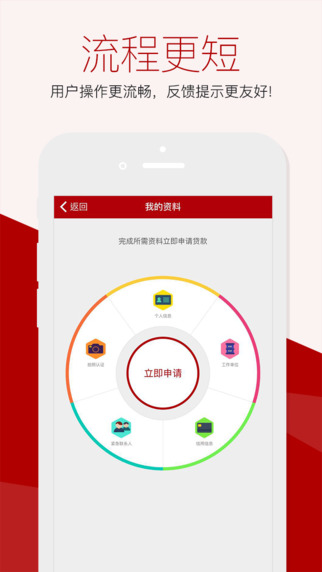 流程更短
用户操作更流畅，反馈提示更友好!
返回
我的资料
完成所需资料立即申请贷款
个人信息
拍照认证
工作单位
立即申请
紧急联系人
信用信息